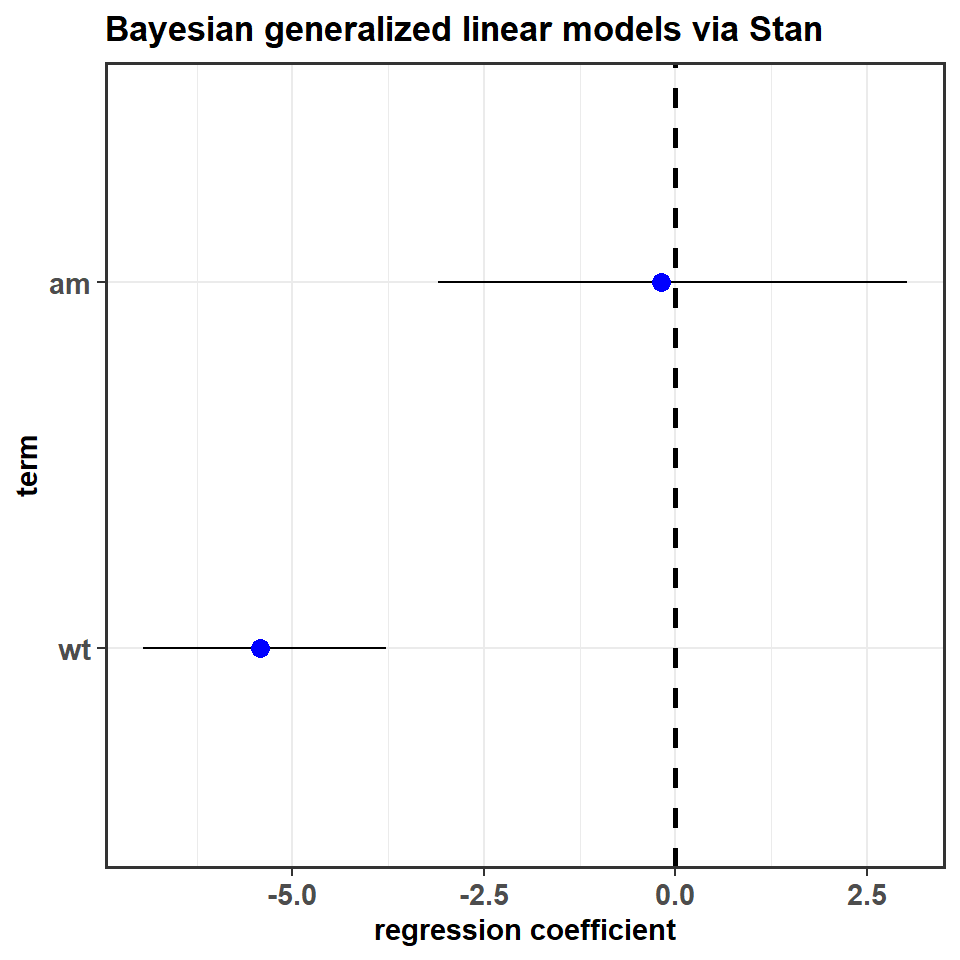 Bayesian generalized linear models via Stan
term
am
wt
-5.0 -2.5 0.0 2.5
regression coefficient